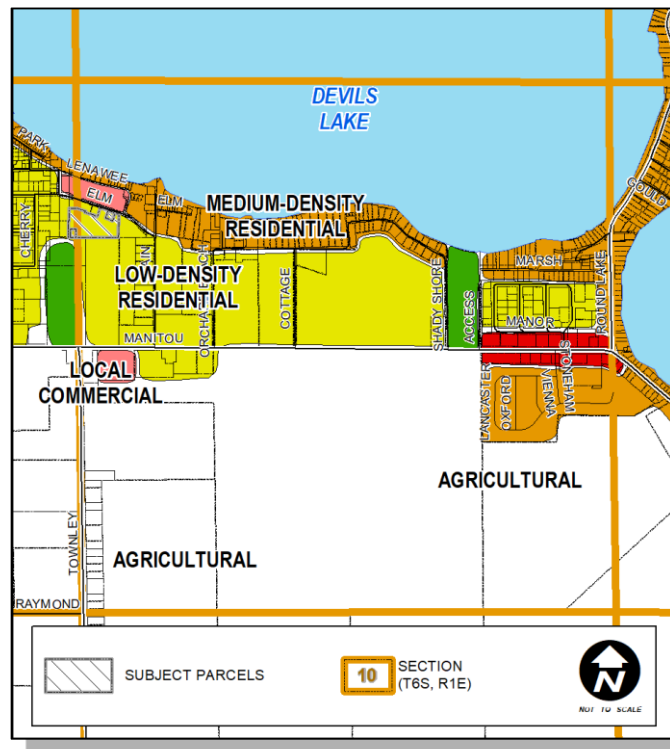 DEVILS
LAKE
PARK
LENAWEE
ELM
ELM
CHERRY
MEDIUM-DENSITY
RESIDENTIAL
GOULD
MARSH
ROUND LAKE
LOW-DENSITY
RESIDENTIAL
COTTAGE
SHADY SHORE
ACCESS
MANOR
MANITOU
LOCAL
COMMERCIAL
LANCASTER
OXFORD
VIENNA
STONEHAM
AGRICULTURAL
AGRICULTURAL
TOWNLEY
RAYMOND
SUBJECT PARCELS
10
SECTION
(T6S, R1E)
N
NOT TO SCALE